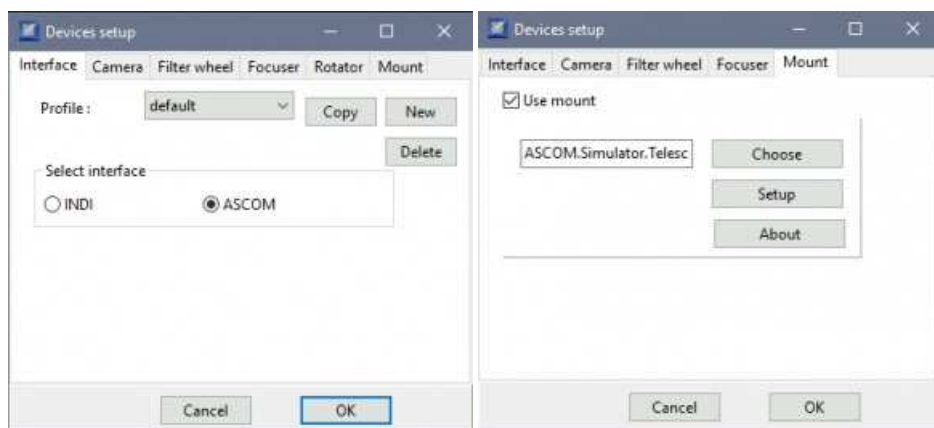 Devices setup
Interface Camera Filter wheel Focuser Rotator Mount
Profile : default Copy New
Delete
Select interface
INDI ASCOM
Cancel OK
Devices setup
Interface Camera Filter wheel Focuser Mount
Use mount
ASCOM.Simulator.Telesc Choose
Setup
About
Cancel OK